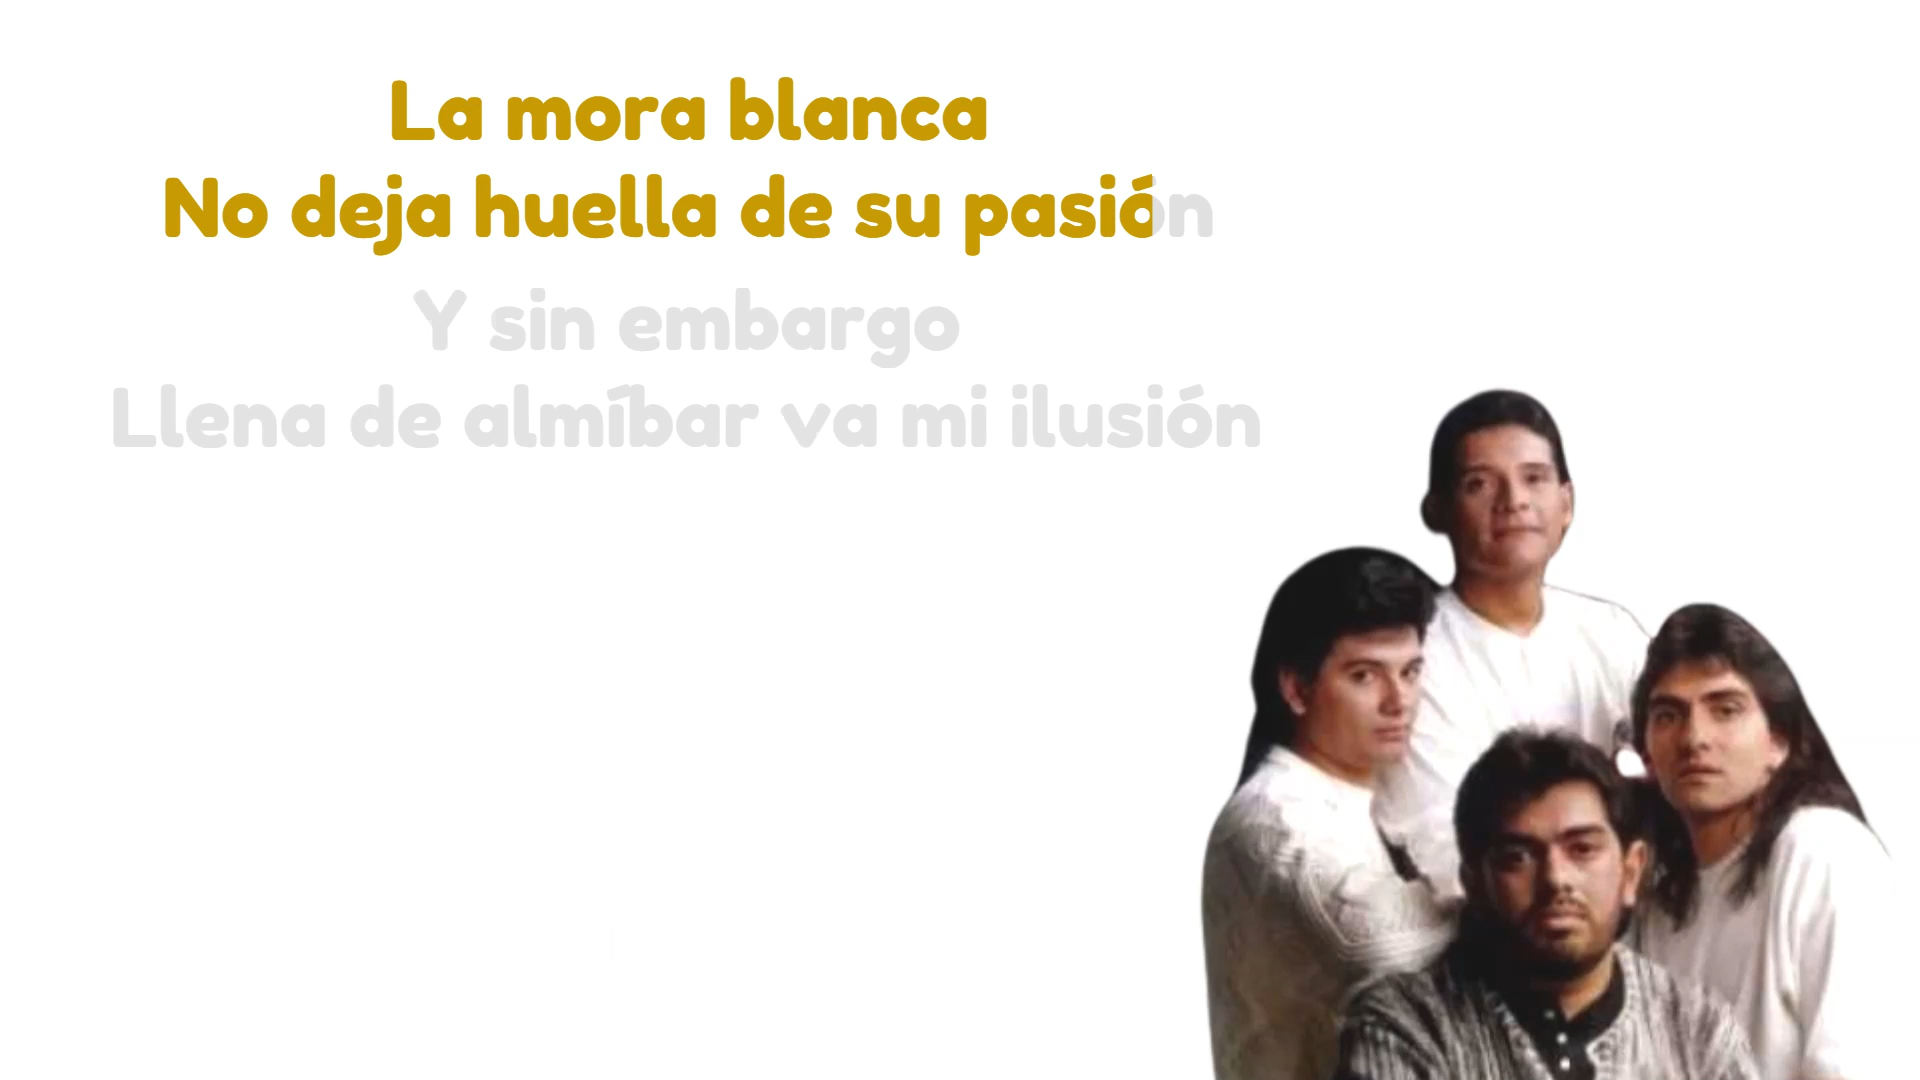 La mora blanca
No deja huella de su pasión
Y sin embargo
Llena de almíbar va mi ilusión